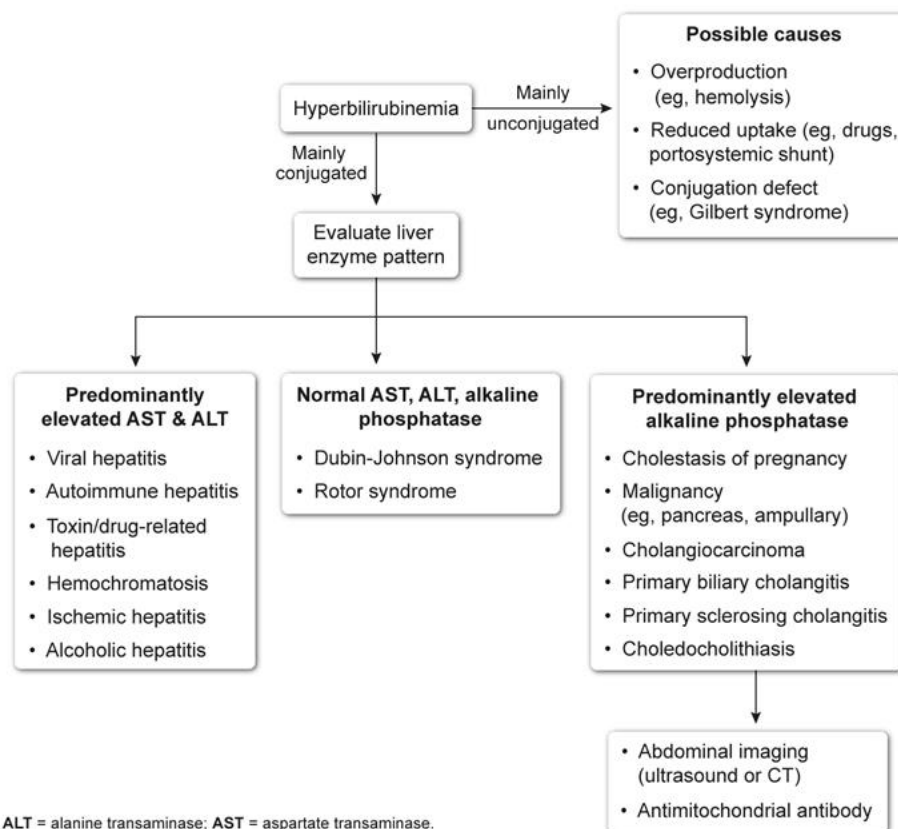 Possible causes
• Overproduction
(eg, hemolysis)
• Reduced uptake (eg, drugs,
portosystemic shunt)
• Conjugation defect
(eg, Gilbert syndrome)
Hyperbilirubinemia
Mainly
unconjugated
Mainly
conjugated
Evaluate liver
enzyme pattern
Predominantly
elevated AST & ALT
• Viral hepatitis
• Autoimmune hepatitis
• Toxin/drug-related
hepatitis
• Hemochromatosis
• Ischemic hepatitis
• Alcoholic hepatitis
Normal AST, ALT, alkaline
phosphatase
• Dubin-Johnson syndrome
• Rotor syndrome
Predominantly elevated
alkaline phosphatase
• Cholestasis of pregnancy
• Malignancy
(eg, pancreas, ampullary)
• Cholangiocarcinoma
• Primary biliary cholangitis
• Primary sclerosing cholangitis
• Choledocholithiasis
• Abdominal imaging
(ultrasound or CT)
• Antimitochondrial antibody
ALT = alanine transaminase; AST = aspartate transaminase.